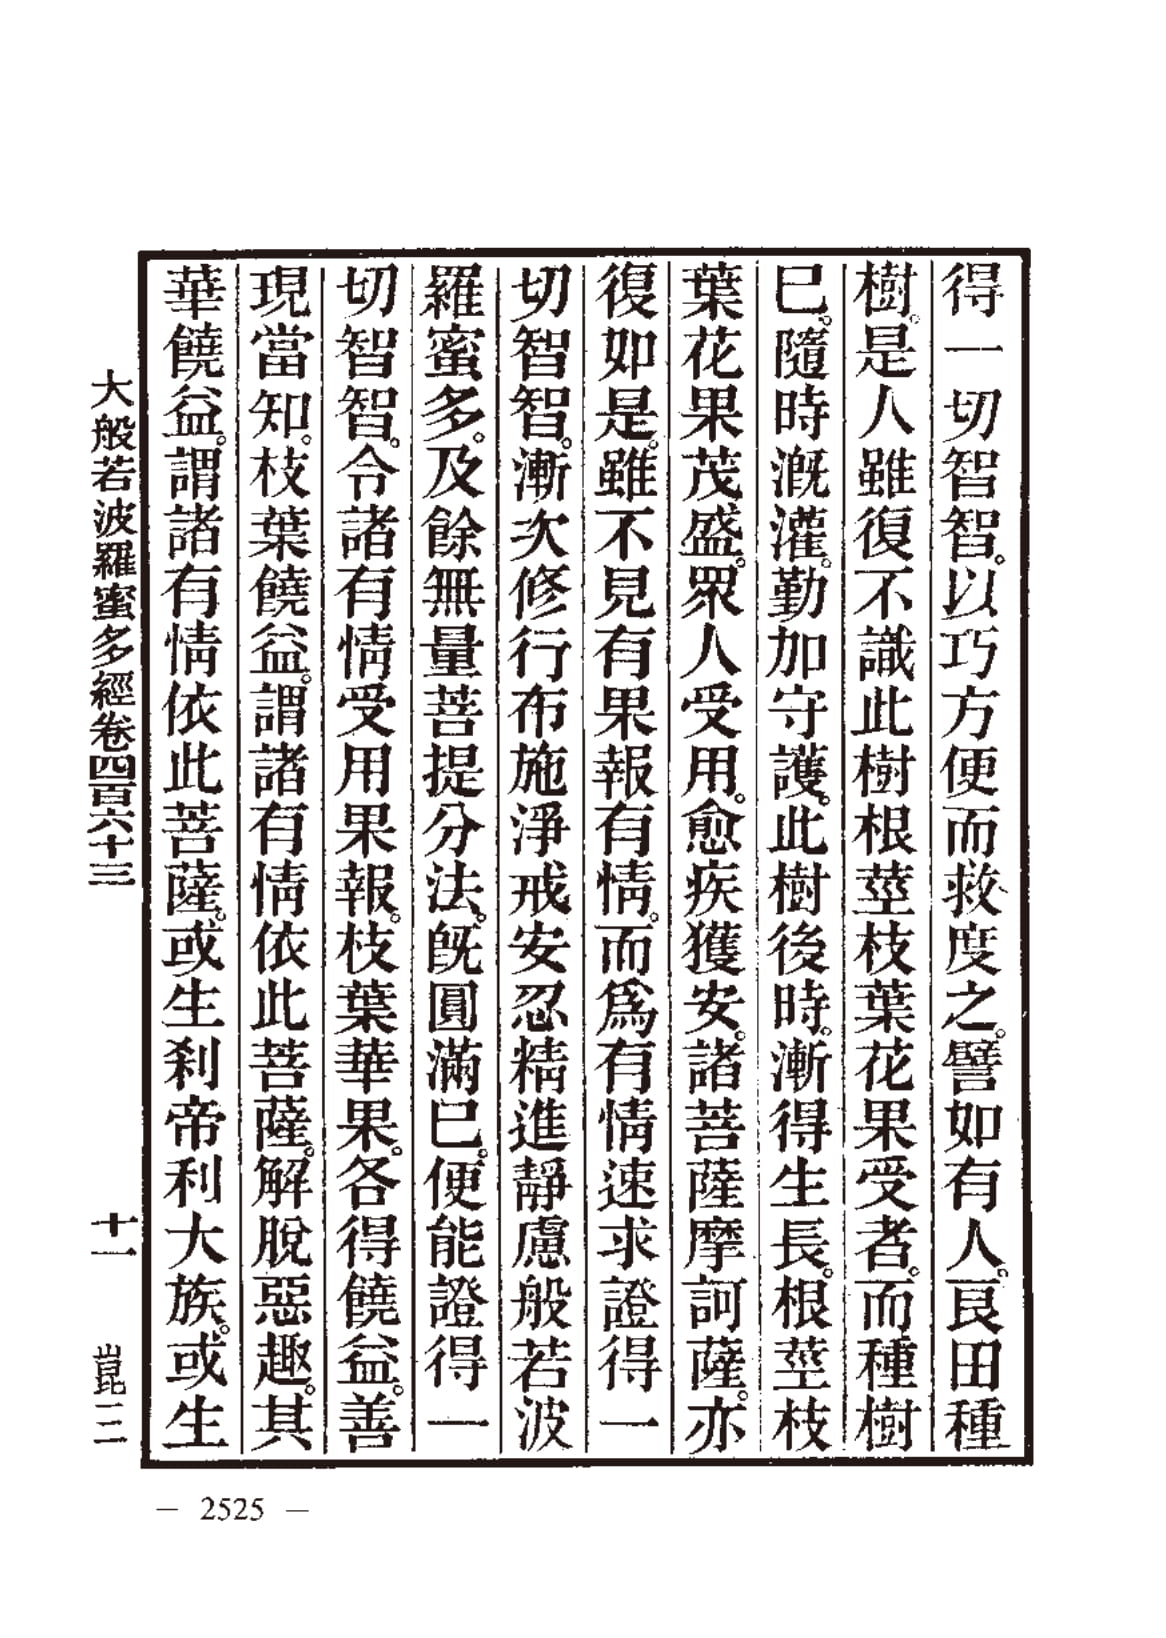 得一切智智。以巧方便而救度之。譬如有人。良田種
樹。是人雖復不識此樹根莖枝葉花果受者。而種樹
已。隨時溉灌。勤加守護。此樹後時。漸得生長。根莖枝
葉花果茂盛。眾人受用。愈疾獲安。諸菩薩摩訶薩。亦
復如是。雖不見有果報有情。而爲有情速求證得一
切智智。漸次修行布施淨戒安忍精進靜慮般若波
羅蜜多。及餘無量菩提分法。旣圓滿已。便能證得一
切智智。令諸有情受用果報。枝葉華果。各得饒益。善
現當知。枝葉饒益。謂諸有情依此菩薩。解脫惡趣。其
華饒益。謂諸有情依此菩薩。或生刹帝利大族。或生
大般若波羅蜜多經卷四百六十三 十一 崑三
— 2525 —